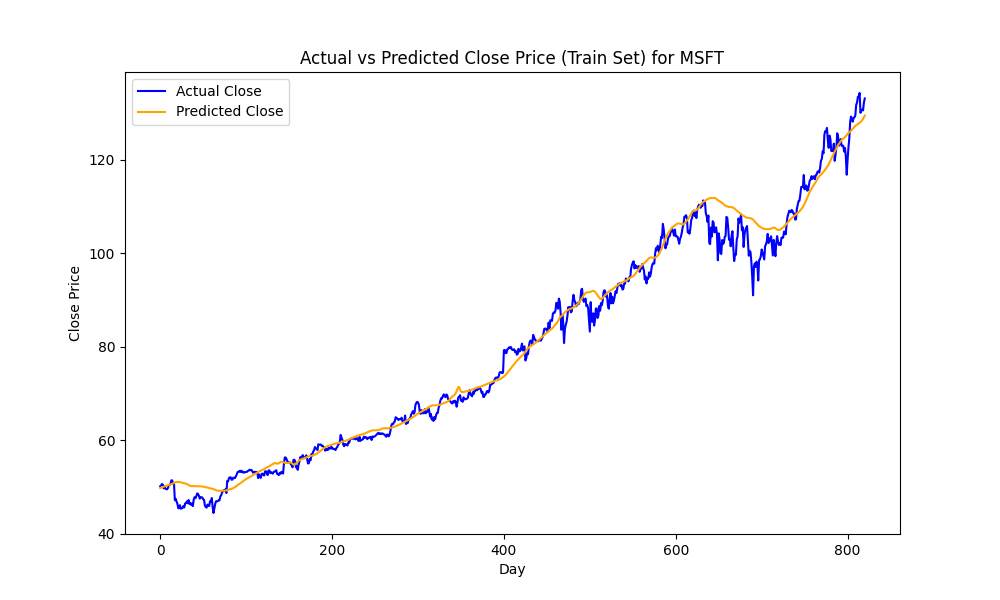 Actual vs Predicted Close Price (Train Set) for MSFT
Actual Close
Predicted Close
Close Price
120
100
80
60
40
0 200 400 600 800
Day